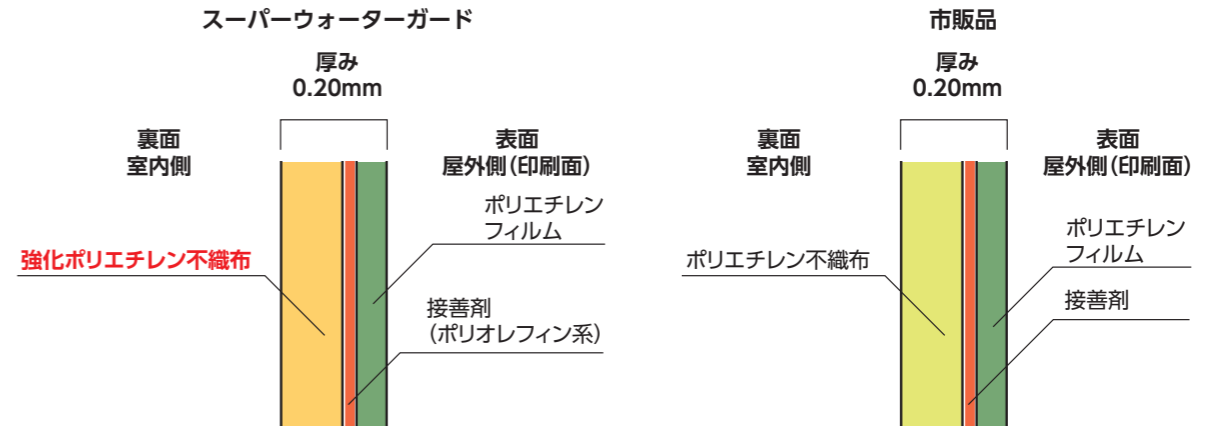 スーパーウォーターガード
厚み
0.20mm
裏面
室内側
表面
屋外側(印刷面)
ポリエチレン
フィルム
強化ポリエチレン不織布
接善剤
(ポリオレフィン系)
市販品
厚み
0.20mm
裏面
室内側
表面
屋外側(印刷面)
ポリエチレン
フィルム
ポリエチレン不織布
接善剤